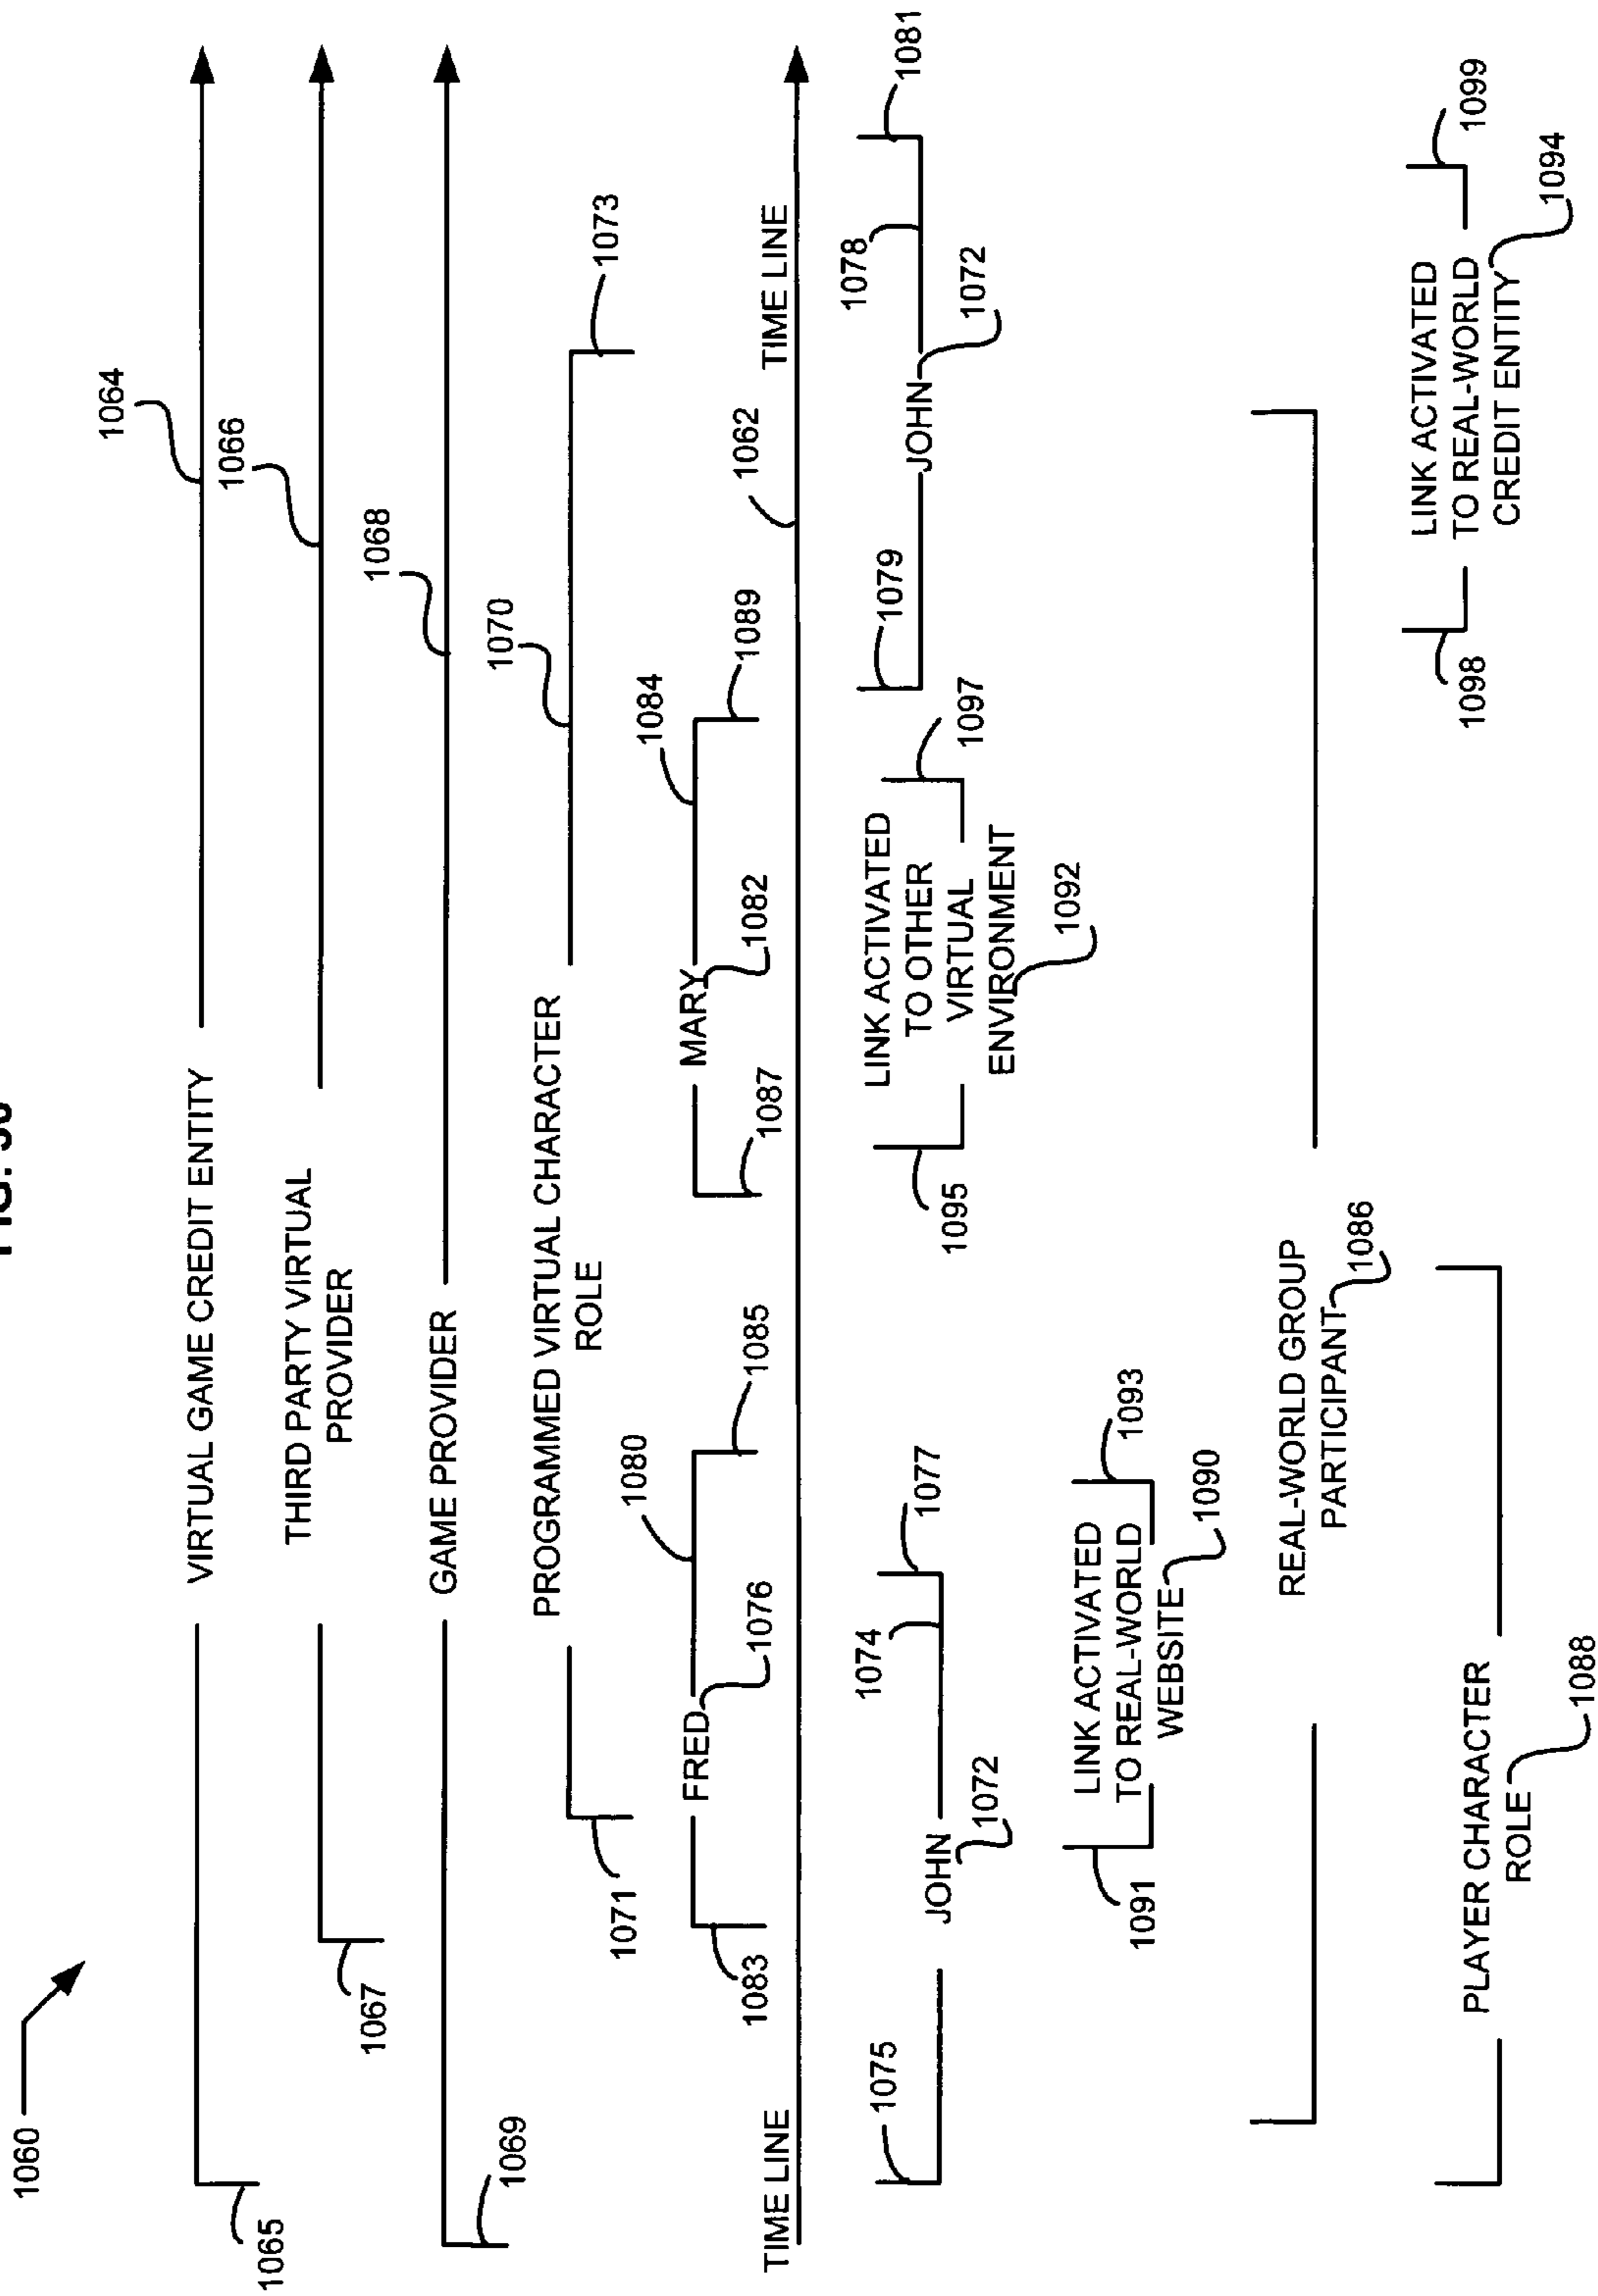 FIG.
1060
1064
VIRTUAL GAME CREDIT ENTITY
1065
1066
THIRD PARTY VIRTUAL
PROVIDER
1067
1068
GAME PROVIDER
1069
1070
PROGRAMMED VIRTUAL CHARACTER
ROLE
1071
1073
1080
1084
FRED
1076
MARY
1082
1083
1085
1087
1089
1062
TIME LINE
TIME LINE
1075
1074
1077
1079
1078
1081
JOHN
1072
JOHN
1072
LINK ACTIVATED
TO OTHER
VIRTUAL
ENVIRONMENT
1092
1095
1097
LINK ACTIVATED
TO REAL-WORLD
WEBSITE
1090
1091
1093
REAL-WORLD GROUP
PARTICIPANT
1086
LINK ACTIVATED
TO REAL-WORLD
CREDIT ENTITY
1094
1098
1099
PLAYER CHARACTER
ROLE
1088